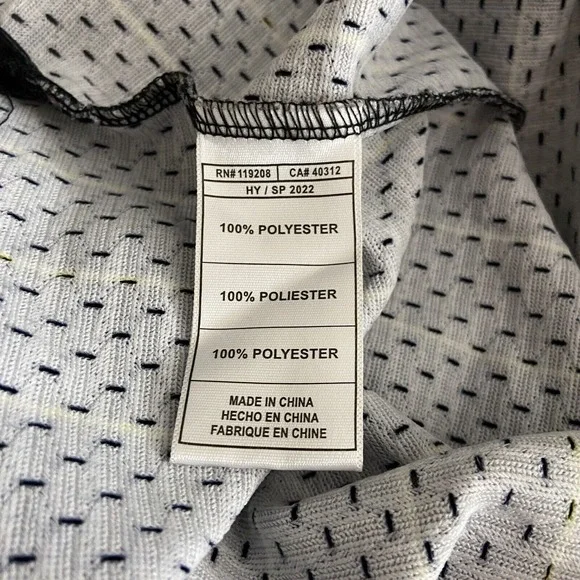 RN# 119208 CA# 40312
HY / SP 2022
100% POLYESTER
100% POLIESTER
100% POLYESTER
MADE IN CHINA
HECHO EN CHINA
FABRIQUE EN CHINE